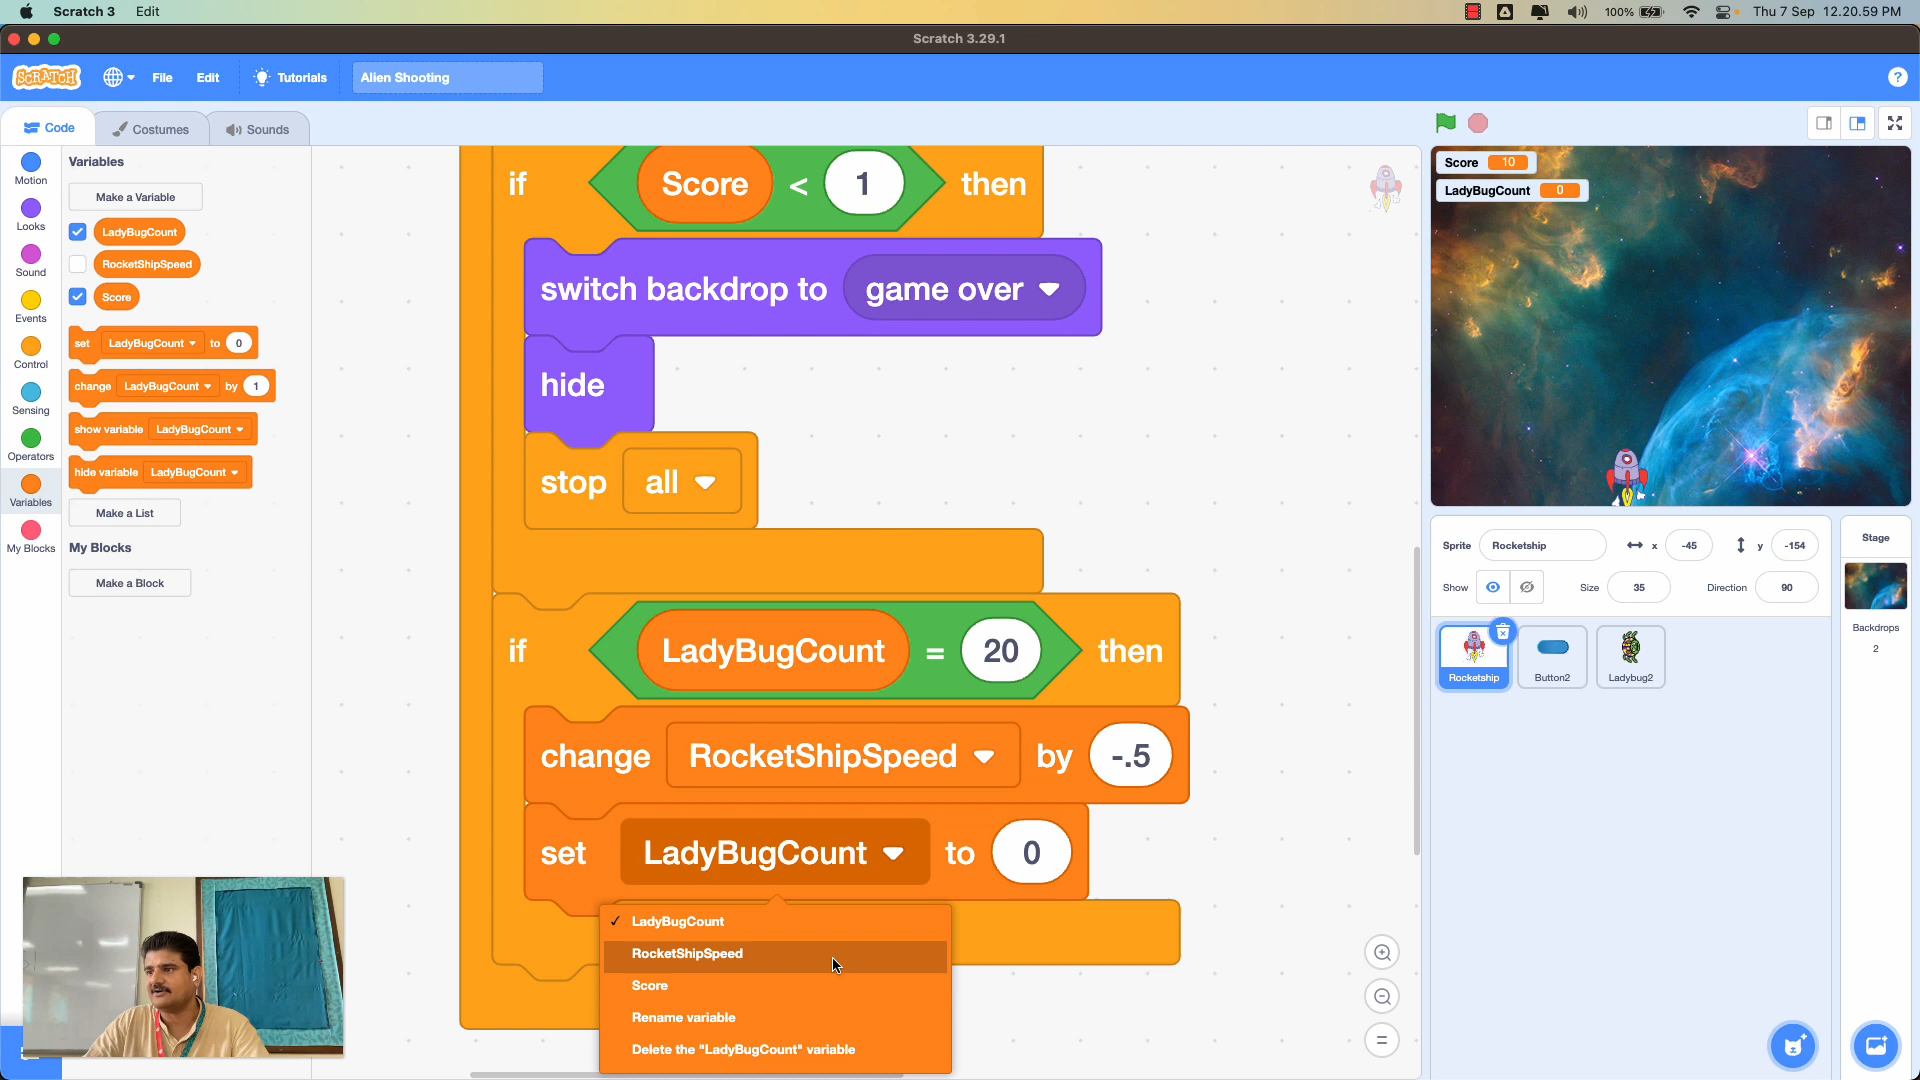 Scratch 3 Edit
100% Thu 7 Sep 12.20.59 PM
Scratch 3.29.1
SCRATCH File Edit Tutorials Alien Shooting ?
Code Costumes Sounds
Motion
Looks
Sound
Events
Control
Sensing
Operators
Variables
My Blocks
Variables
Make a Variable
LadyBugCount
RocketShipSpeed
Score
set LadyBugCount to 0
change LadyBugCount by 1
show variable LadyBugCount
hide variable LadyBugCount
Make a List
My Blocks
Make a Block
if Score < 1 then
switch backdrop to game over
hide
stop all
if LadyBugCount = 20 then
change RocketShipSpeed by -.5
set LadyBugCount to 0
✓ LadyBugCount
RocketShipSpeed
Score
Rename variable
Delete the "LadyBugCount" variable
Score 10
LadyBugCount 0
Sprite Rocketship x -45 y -154
Show Size 35 Direction 90
Rocketship Button2 Ladybug2
Stage
Backdrops
2